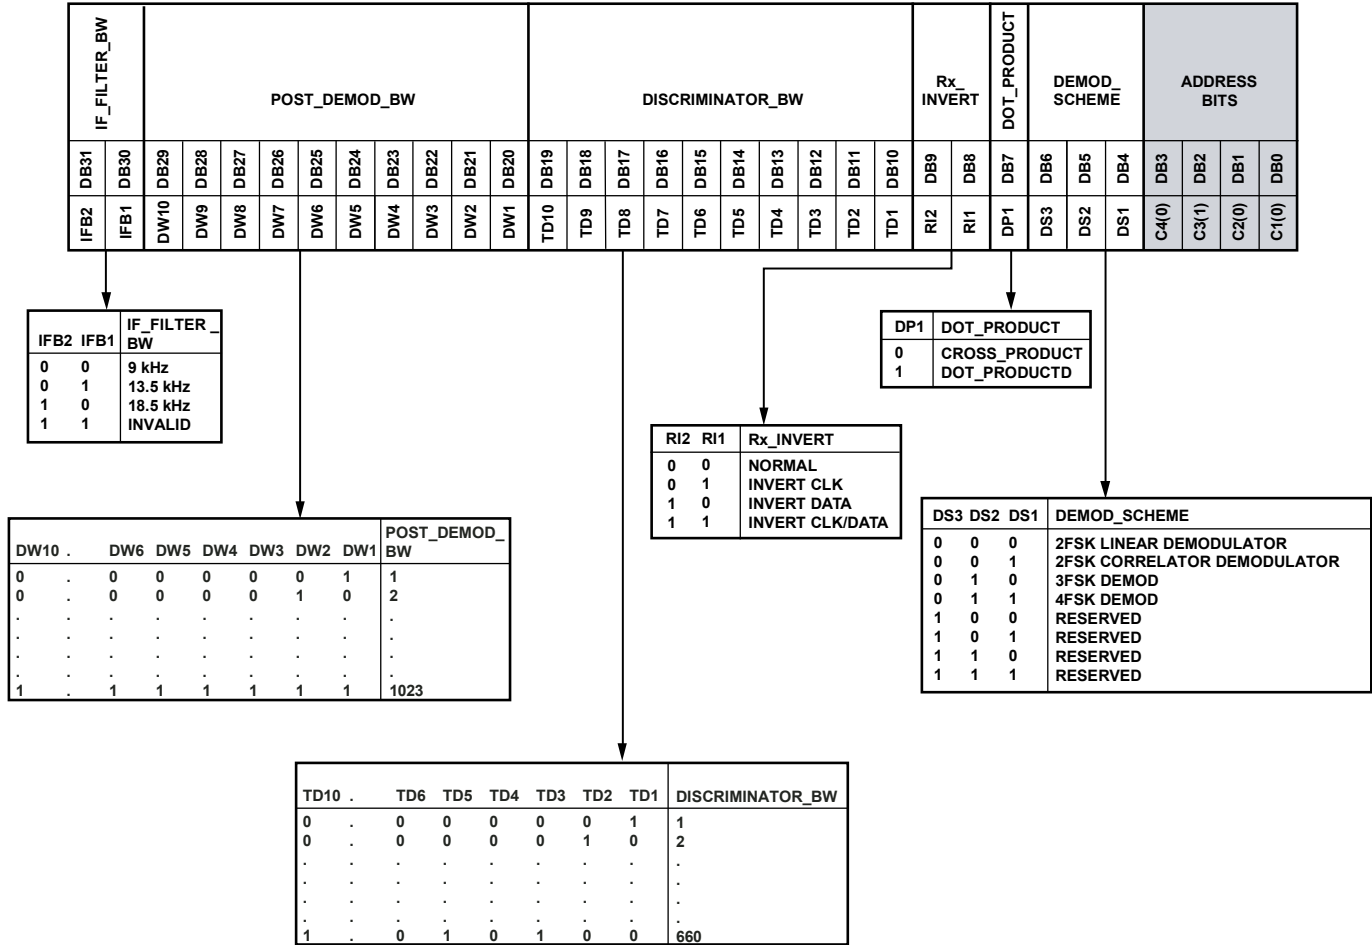 IF_FILTER_BW
POST_DEMOD_BW
DISCRIMINATOR_BW
Rx_
INVERT
DOT_PRODUCT
DEMOD_
SCHEME
ADDRESS
BITS
DB31 DB30 DB29 DB28 DB27 DB26 DB25 DB24 DB23 DB22 DB21 DB20 DB19 DB18 DB17 DB16 DB15 DB14 DB13 DB12 DB11 DB10 DB9 DB8 DB7 DB6 DB5 DB4 DB3 DB2 DB1 DB0
IFB2 IFB1 DW10 DW9 DW8 DW7 DW6 DW5 DW4 DW3 DW2 DW1 TD10 TD9 TD8 TD7 TD6 TD5 TD4 TD3 TD2 TD1 RI2 RI1 DP1 DS3 DS2 DS1 C4(0) C3(1) C2(0) C1(0)
IFB2 IFB1 IF_FILTER _
BW
0 0 9 kHz
0 1 13.5 kHz
1 0 18.5 kHz
1 1 INVALID
DP1 DOT_PRODUCT
0 CROSS_PRODUCT
1 DOT_PRODUCTD
RI2 RI1 Rx_INVERT
0 0 NORMAL
0 1 INVERT CLK
1 0 INVERT DATA
1 1 INVERT CLK/DATA
DS3 DS2 DS1 DEMOD_SCHEME
0 0 0 2FSK LINEAR DEMODULATOR
0 0 1 2FSK CORRELATOR DEMODULATOR
0 1 0 3FSK DEMOD
0 1 1 4FSK DEMOD
1 0 0 RESERVED
1 0 1 RESERVED
1 1 0 RESERVED
1 1 1 RESERVED
DW10 . DW6 DW5 DW4 DW3 DW2 DW1 POST_DEMOD_
BW
0 . 0 0 0 0 0 1 1
0 . 0 0 0 0 1 0 2
. . . . . . . . .
. . . . . . . . .
. . . . . . . . .
. . . . . . . . .
1 . 1 1 1 1 1 1 1023
TD10 . TD6 TD5 TD4 TD3 TD2 TD1 DISCRIMINATOR_BW
0 . 0 0 0 0 0 1 1
0 . 0 0 0 0 1 0 2
. . . . . . . . .
. . . . . . . . .
. . . . . . . . .
. . . . . . . . .
1 . 0 1 0 1 0 0 660